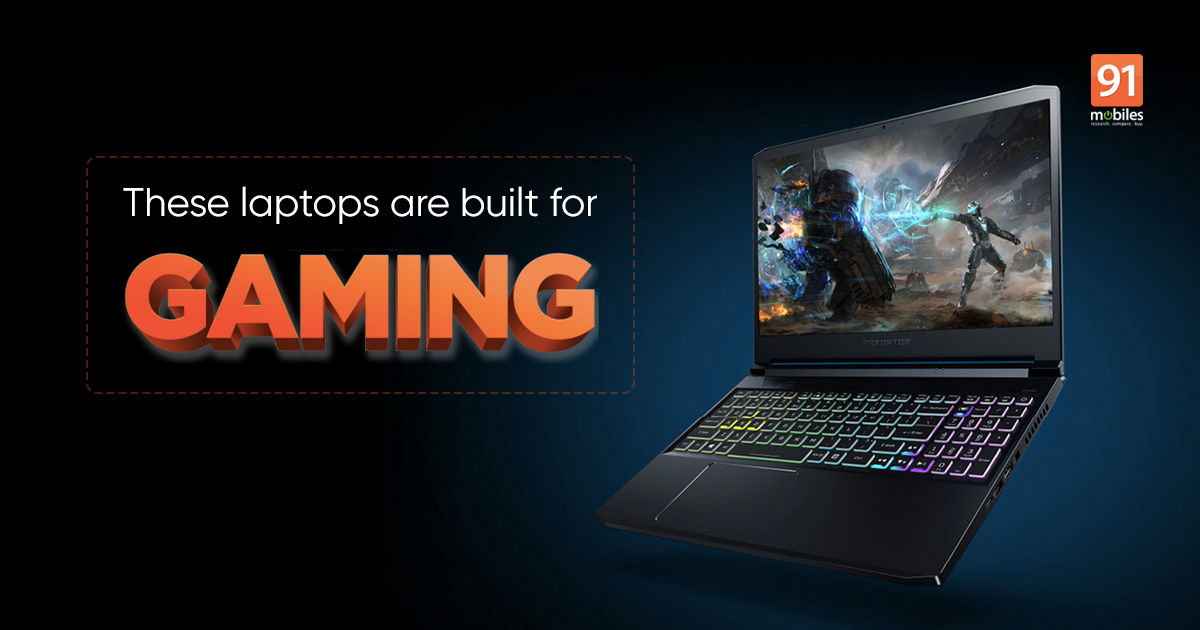 These laptops are built for
GAMING
91
mobiles
research. compare. buy.
PREDATOR